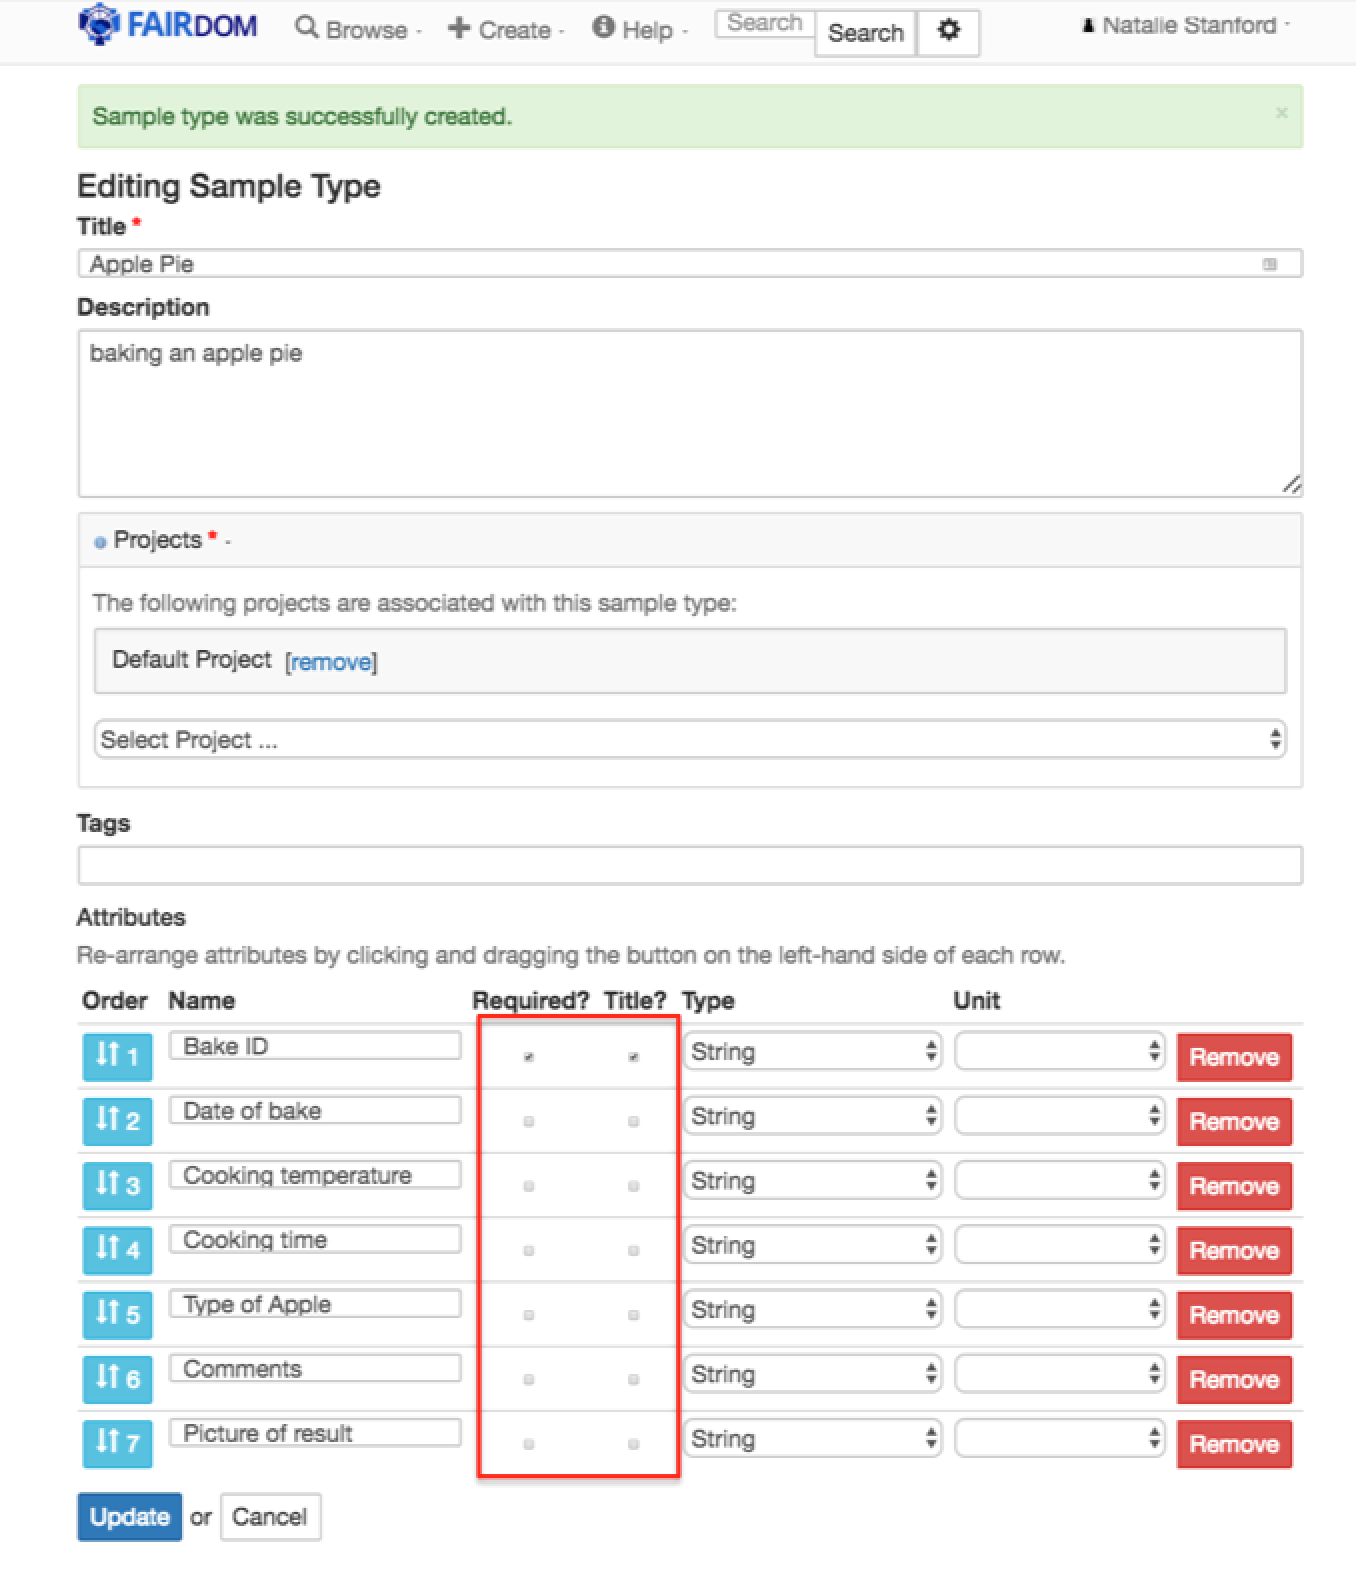 FAIRDOM Browse - Create - Help - Search Search Natalie Stanford -
Sample type was successfully created. ×
Editing Sample Type
Title *
Apple Pie
Description
baking an apple pie
Projects * -
The following projects are associated with this sample type:
Default Project [remove]
Select Project ...
Tags
Attributes
Re-arrange attributes by clicking and dragging the button on the left-hand side of each row.
Order Name Required? Title? Type Unit
1 Bake ID String Remove
2 Date of bake String Remove
3 Cooking temperature String Remove
4 Cooking time String Remove
5 Type of Apple String Remove
6 Comments String Remove
7 Picture of result String Remove
Update or Cancel